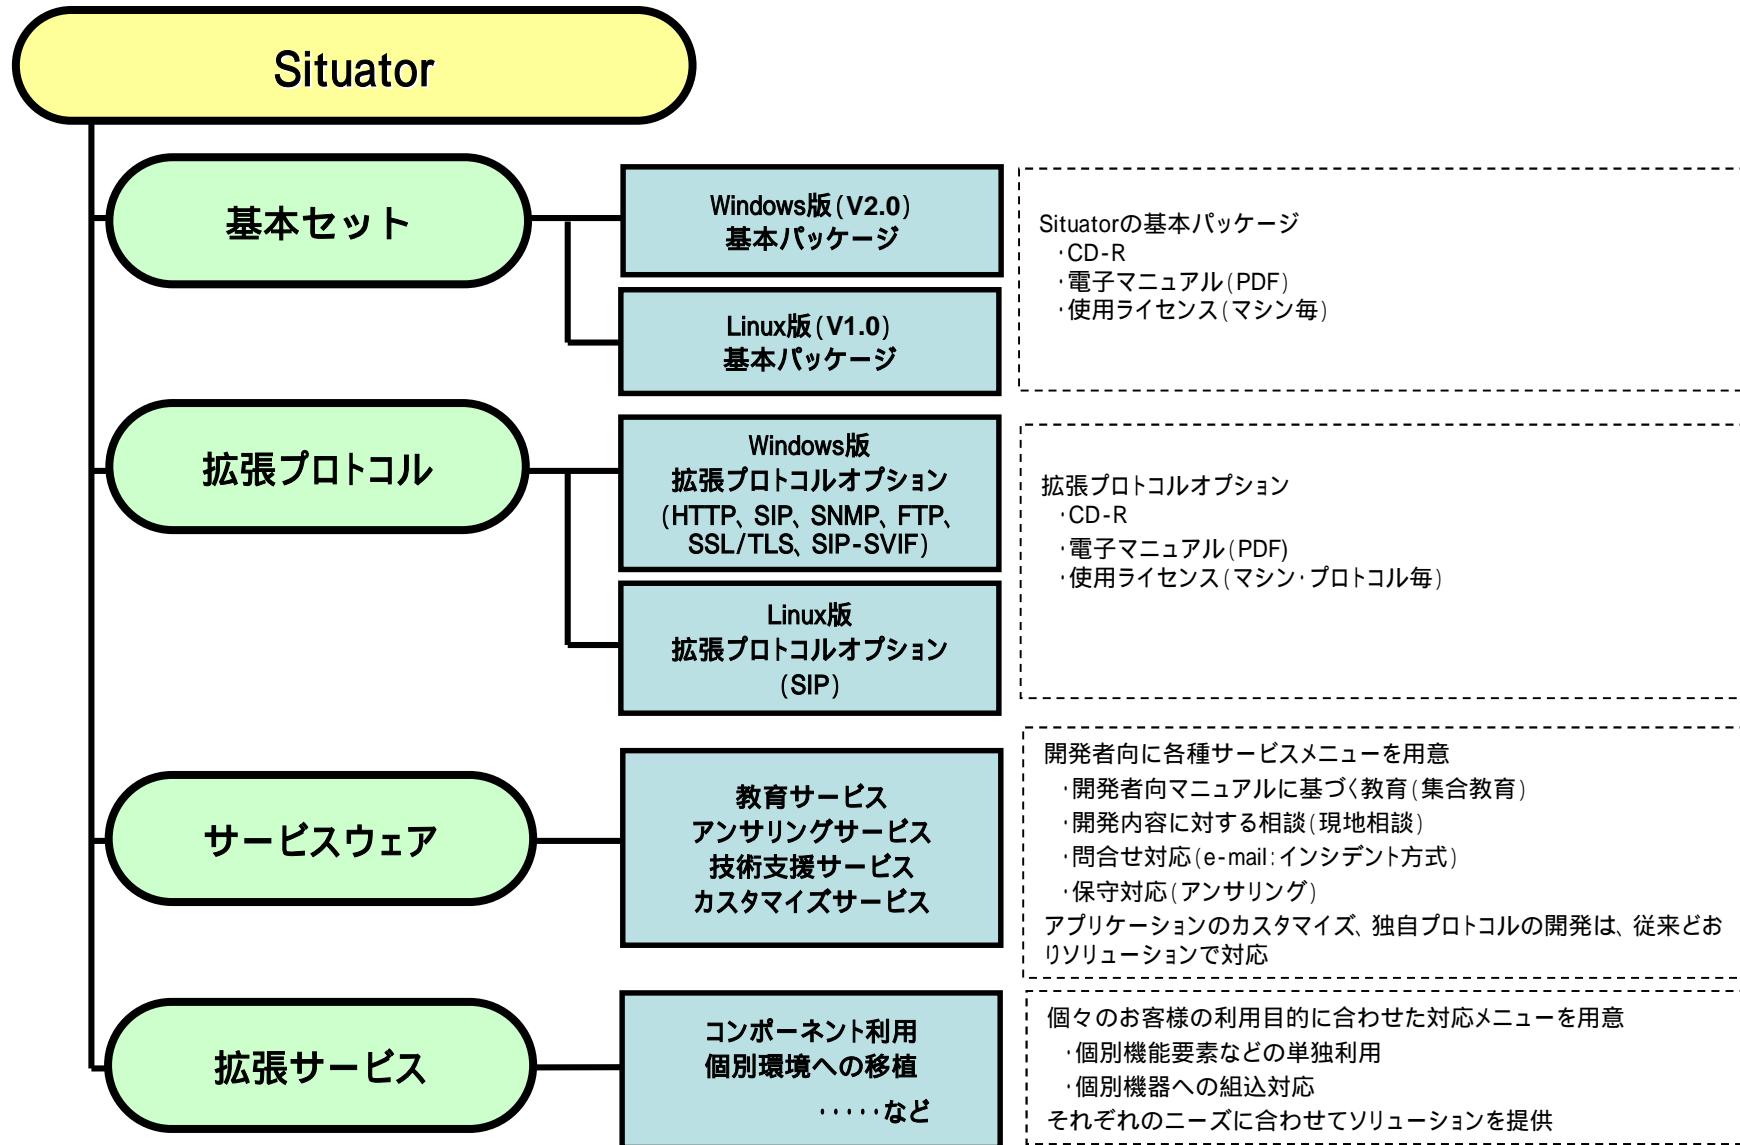 Situator
基本セット
Windows版(V2.0)
基本パッケージ
Linux版(V1.0)
基本パッケージ
Situatorの基本パッケージ
・CD-R
・電子マニュアル(PDF)
・使用ライセンス(マシン毎)
拡張プロトコル
Windows版
拡張プロトコルオプション
(HTTP、SIP、SNMP、FTP、
SSL/TLS、SIP-SVIF)
Linux版
拡張プロトコルオプション
(SIP)
拡張プロトコルオプション
・CD-R
・電子マニュアル(PDF)
・使用ライセンス(マシン・プロトコル毎)
サービスウェア
教育サービス
アンサリングサービス
技術支援サービス
カスタマイズサービス
開発者向に各種サービスメニューを用意
・開発者向マニュアルに基づく教育(集合教育)
・開発内容に対する相談(現地相談)
・問合せ対応(e-mail:インシデント方式)
・保守対応(アンサリング)
アプリケーションのカスタマイズ、独自プロトコルの開発は、従来どお
りソリューションで対応
拡張サービス
コンポーネント利用
個別環境への移植
・・・・・など
個々のお客様の利用目的に合わせた対応メニューを用意
・個別機能要素などの単独利用
・個別機器への組込対応
それぞれのニーズに合わせてソリューションを提供